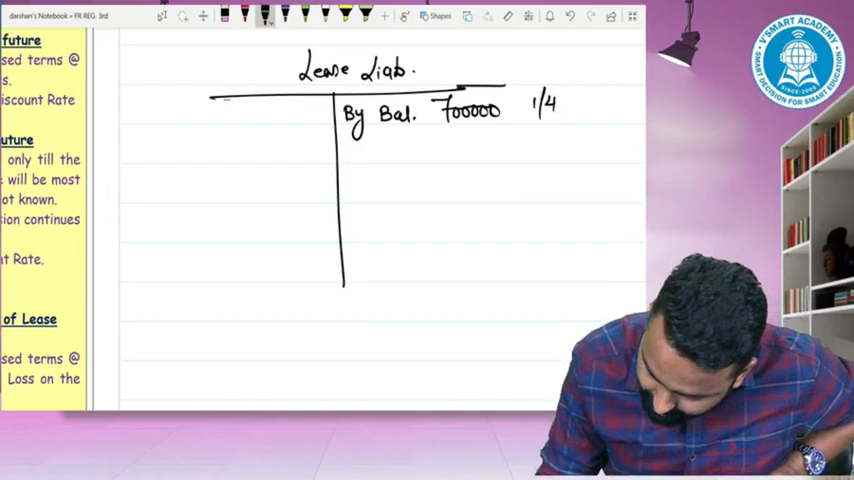 darshan's Notebook » FR REG. 3rd
Shapes
future
sed terms @
s.
iscount Rate
uture
only till the
will be most
ot known.
sion continues
nt Rate.
of Lease
sed terms @
Loss on the
Lease Liab.
By Bal. 700000 1/4
V'SMART ACADEMY
SINCE-2009
SMART DECISION FOR SMART EDUCATION